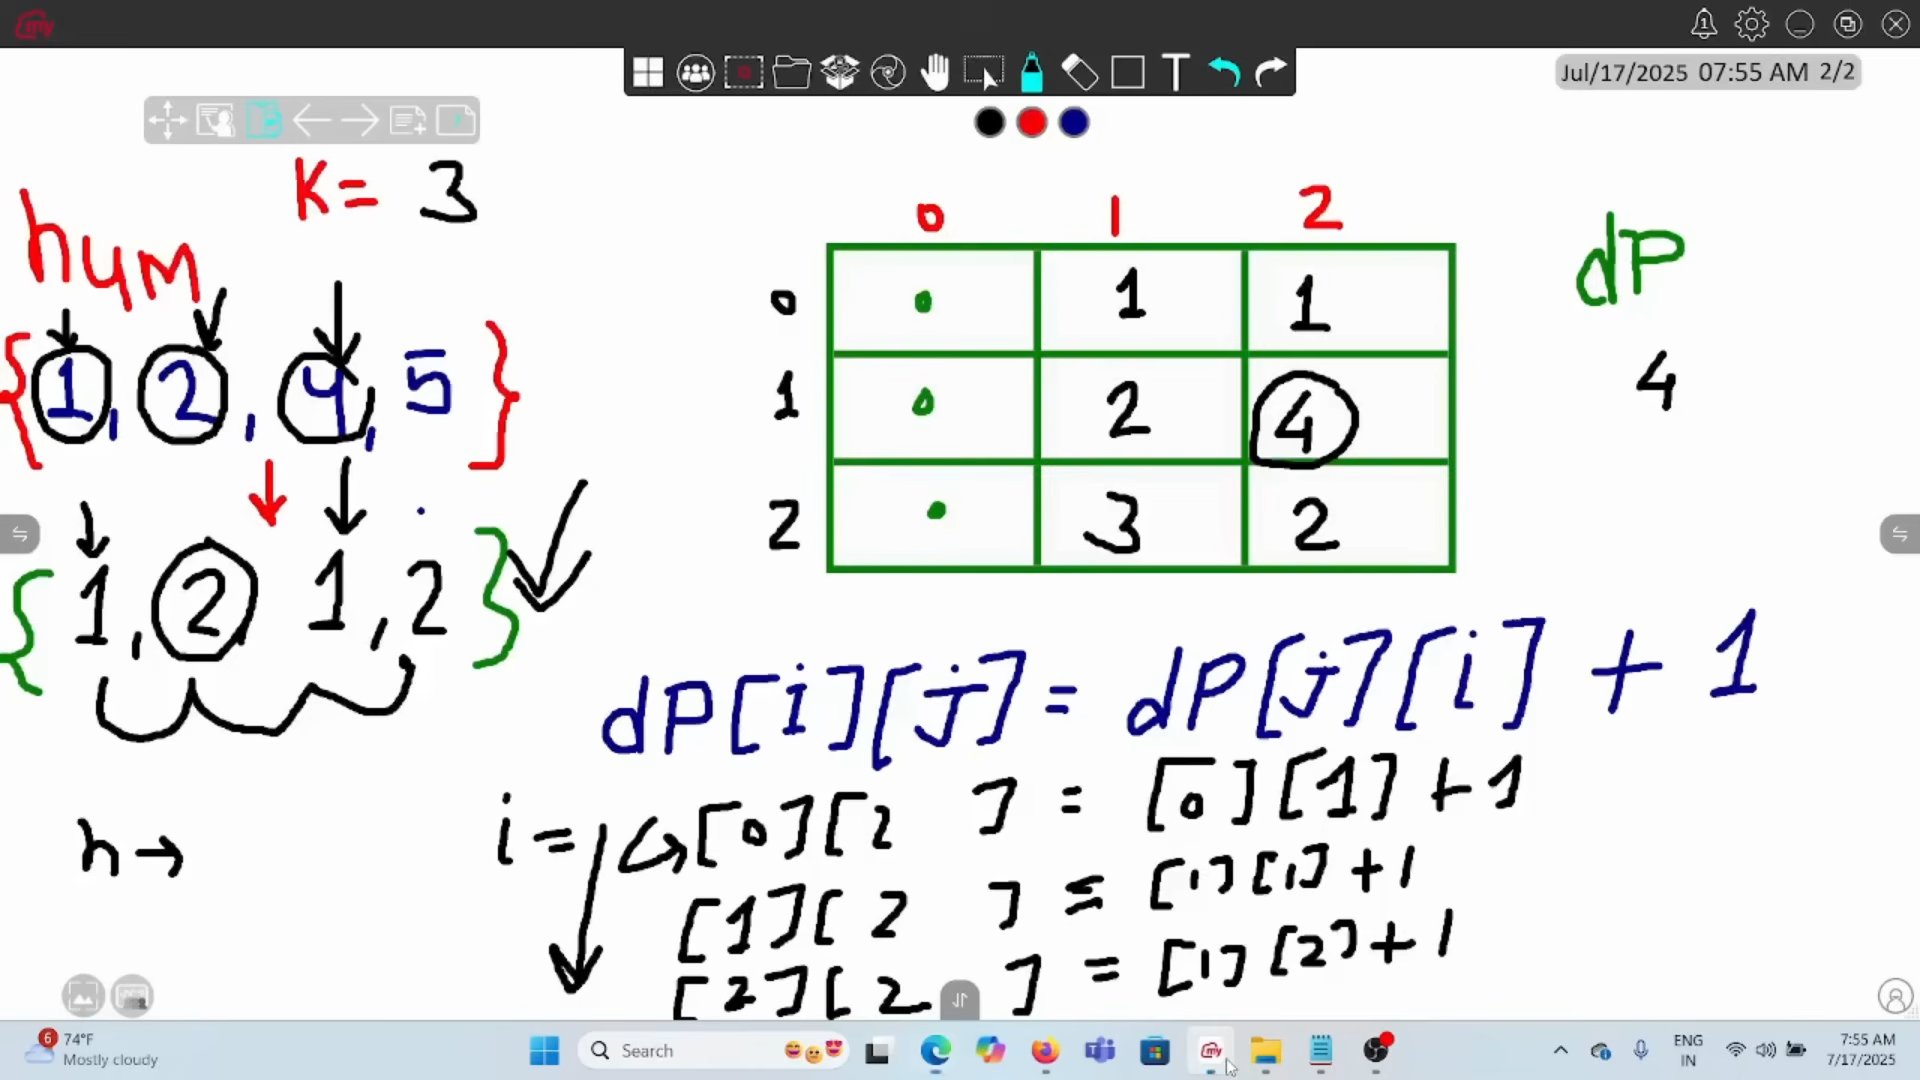 my
Jul/17/2025 07:55 AM 2/2
K= 3
num
{ 1, 2, 4, 5 }
{ 1, 2 1, 2 }
n→
0 1 2
0 0 1 1
1 0 2 4
2 0 3 2
dP
4
dP[i][j] = dP[j][i] + 1
i= [0][2 ] = [0][1]+1
[1][2 ] = [1][1]+1
[2][2 ] = [1][2]+1
6
74°F
Mostly cloudy
Search
my
ENG
IN
7:55 AM
7/17/2025